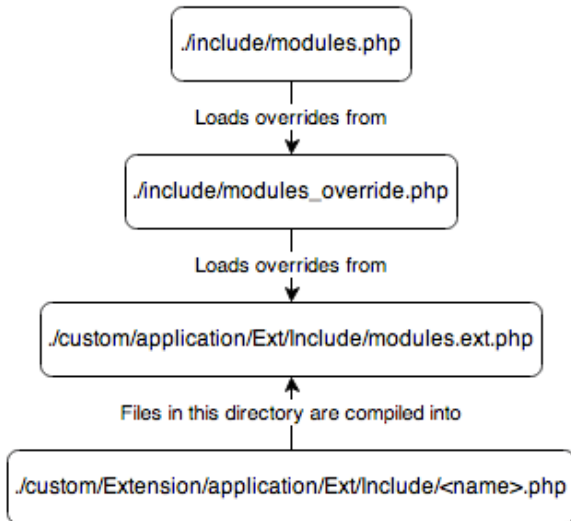 ./include/modules.php
Loads overrides from
./include/modules_override.php
Loads overrides from
./custom/application/Ext/Include/modules.ext.php
Files in this directory are compiled into
./custom/Extension/application/Ext/Include/<name>.php